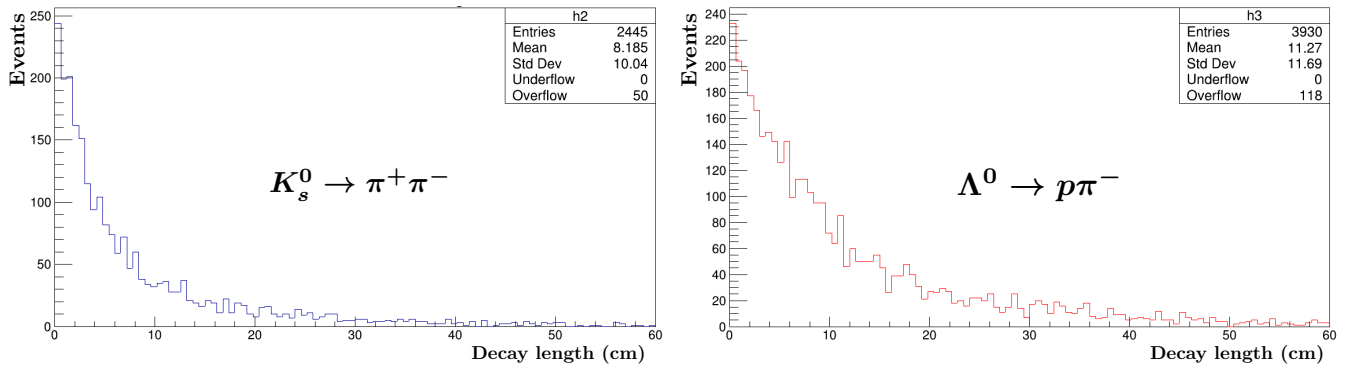 h2
Entries 2445
Mean 8.185
Std Dev 10.04
Underflow 0
Overflow 50
Events
250
200
150
100
50
0
K_s^0 → π⁺π⁻
0 10 20 30 40 50 60
Decay length (cm)
h3
Entries 3930
Mean 11.27
Std Dev 11.69
Underflow 0
Overflow 118
Events
240
220
200
180
160
140
120
100
80
60
40
20
0
Λ⁰ → pπ⁻
0 10 20 30 40 50 60
Decay length (cm)